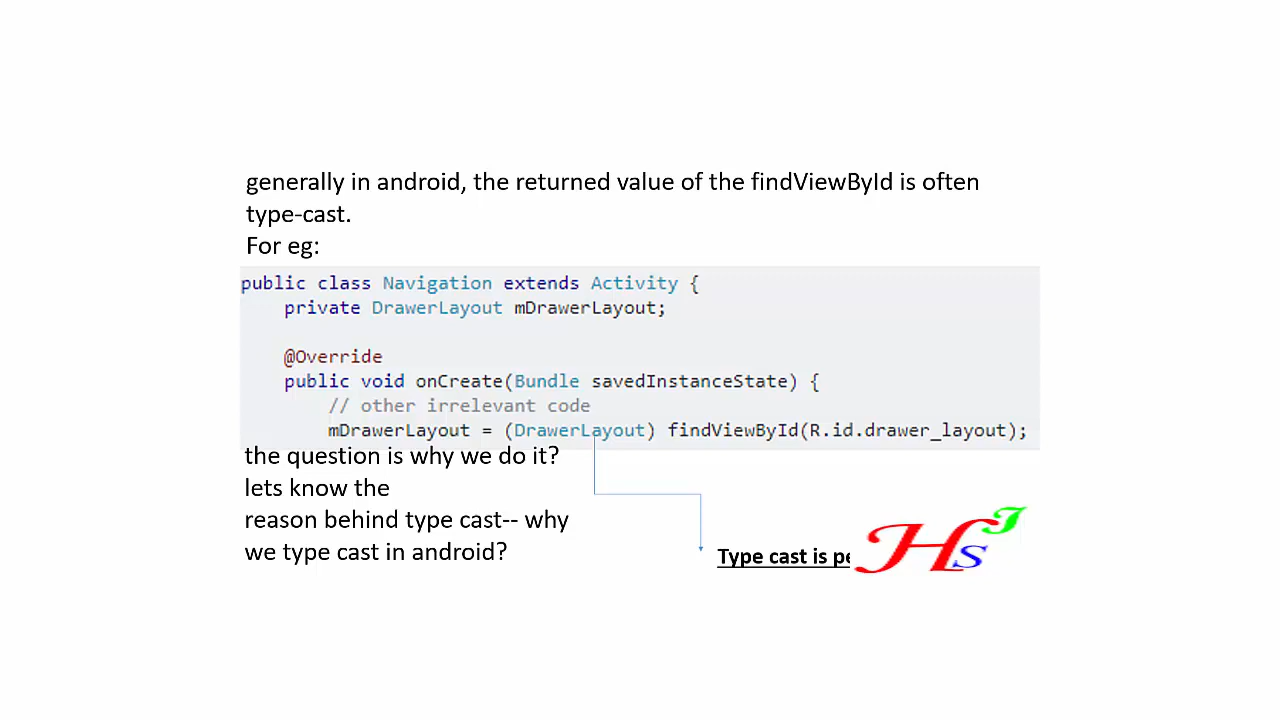 generally in android, the returned value of the findViewById is often
type-cast.
For eg:
public class Navigation extends Activity {
private DrawerLayout mDrawerLayout;
@Override
public void onCreate(Bundle savedInstanceState) {
// other irrelevant code
mDrawerLayout = (DrawerLayout) findViewById(R.id.drawer_layout);
the question is why we do it?
lets know the
reason behind type cast-- why
we type cast in android?
Type cast is
HsI